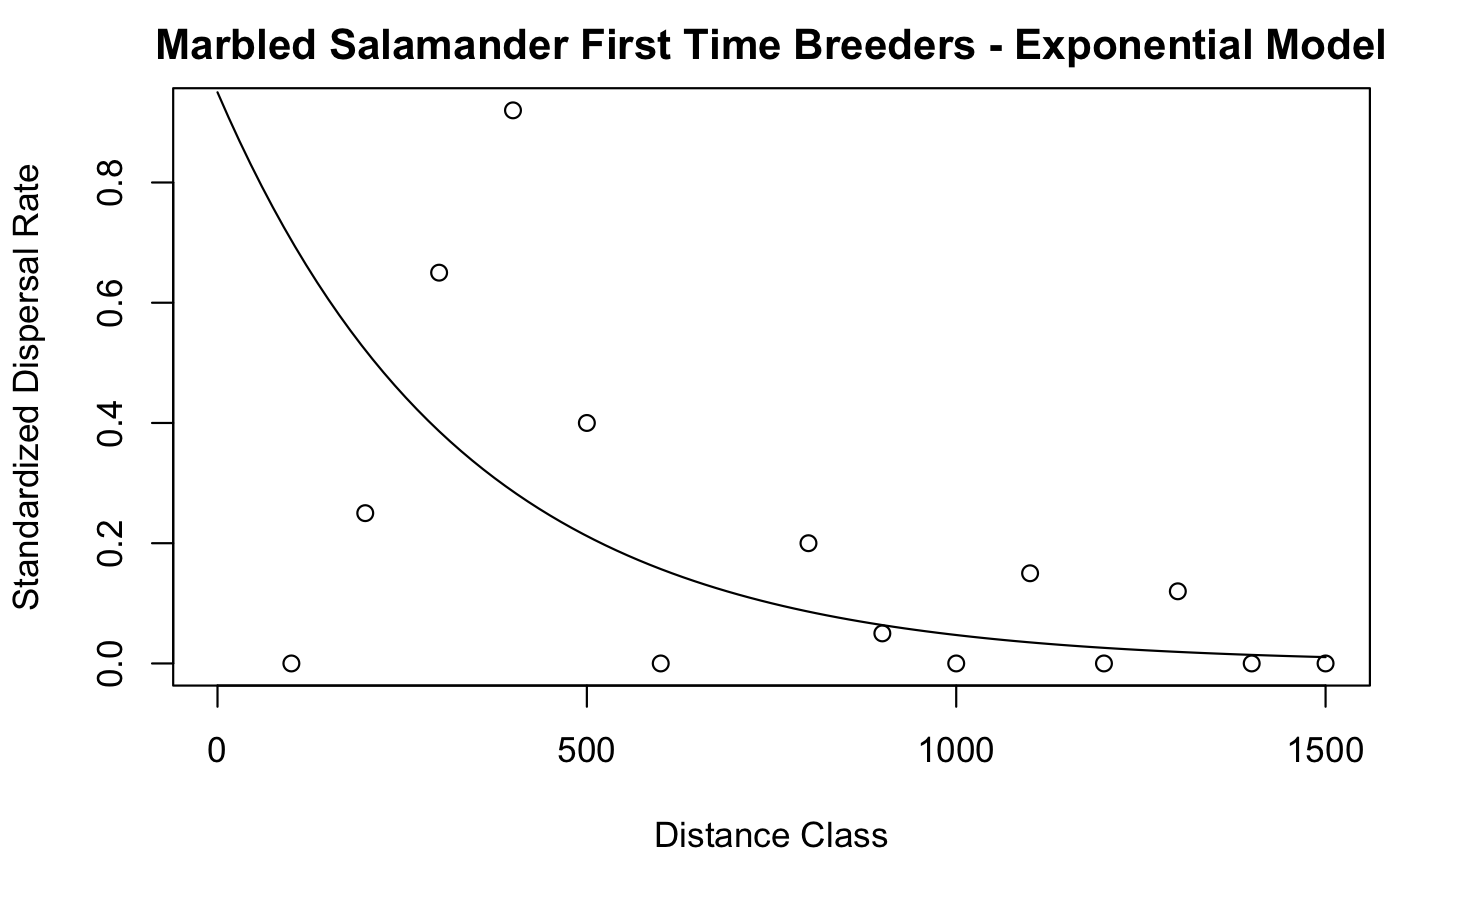 Marbled Salamander First Time Breeders - Exponential Model
Standardized Dispersal Rate
0.8
0.6
0.4
0.2
0.0
0 500 1000 1500
Distance Class